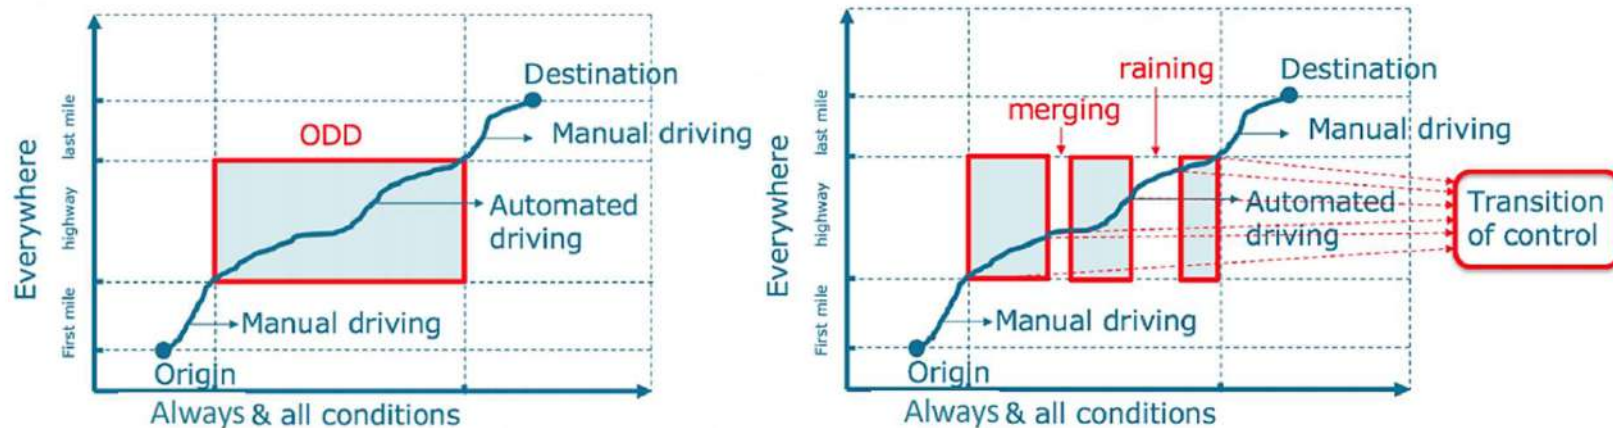 Everywhere
First mile
highway
last mile
ODD
Destination
Manual driving
Automated
driving
Manual driving
Origin
Always & all conditions
Everywhere
First mile
highway
last mile
raining
merging
Destination
Manual driving
Automated
driving
Transition
of control
Manual driving
Origin
Always & all conditions